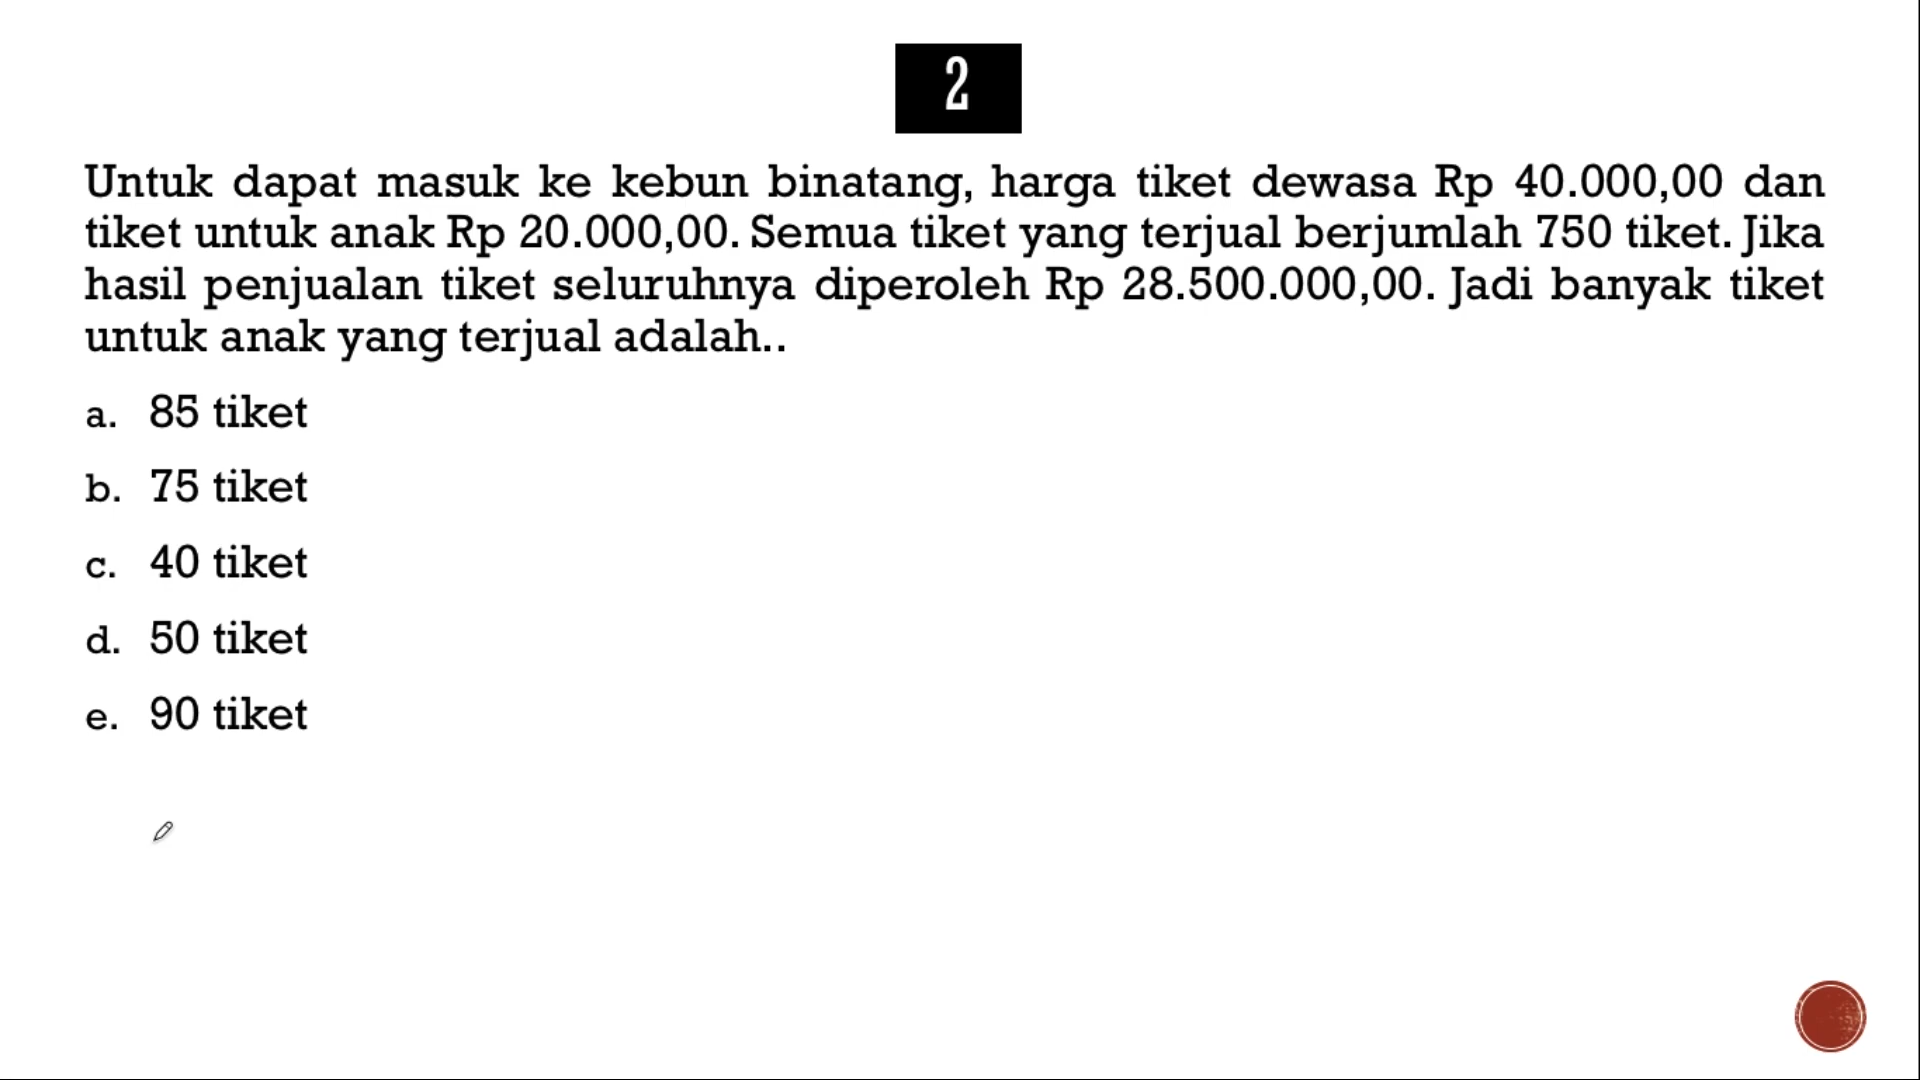 2
Untuk dapat masuk ke kebun binatang, harga tiket dewasa Rp 40.000,00 dan
tiket untuk anak Rp 20.000,00. Semua tiket yang terjual berjumlah 750 tiket. Jika
hasil penjualan tiket seluruhnya diperoleh Rp 28.500.000,00. Jadi banyak tiket
untuk anak yang terjual adalah..
a. 85 tiket
b. 75 tiket
c. 40 tiket
d. 50 tiket
e. 90 tiket